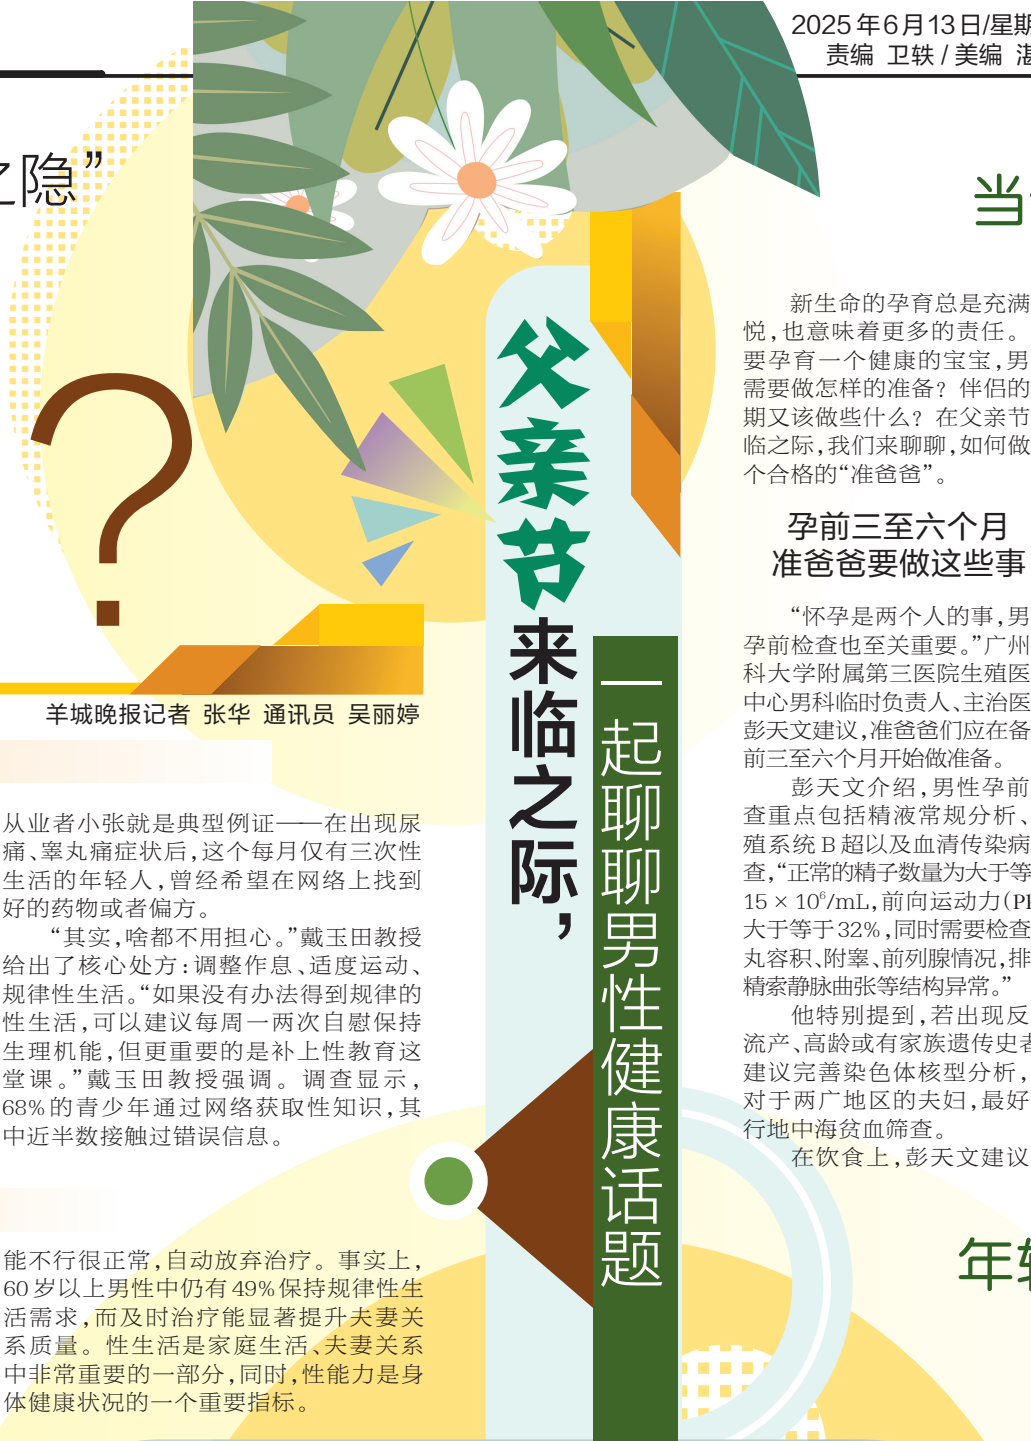 2025年6月13日/星期
责编 卫轶 / 美编 湛
之隐”
？
羊城晚报记者 张华 通讯员 吴丽婷
从业者小张就是典型例证——在出现尿
痛、睾丸痛症状后,这个每月仅有三次性
生活的年轻人,曾经希望在网络上找到
好的药物或者偏方。
“其实,啥都不用担心。”戴玉田教授
给出了核心处方:调整作息、适度运动、
规律性生活。“如果没有办法得到规律的
性生活,可以建议每周一两次自慰保持
生理机能,但更重要的是补上性教育这
堂课。”戴玉田教授强调。调查显示,
68%的青少年通过网络获取性知识,其
中近半数接触过错误信息。
能不行很正常,自动放弃治疗。事实上,
60岁以上男性中仍有49%保持规律性生
活需求,而及时治疗能显著提升夫妻关
系质量。性生活是家庭生活、夫妻关系
中非常重要的一部分,同时,性能力是身
体健康状况的一个重要指标。
父亲节来临之际，
一起聊聊男性健康话题
当
新生命的孕育总是充满
悦,也意味着更多的责任。
要孕育一个健康的宝宝,男
需要做怎样的准备？伴侣的
期又该做些什么？在父亲节
临之际,我们来聊聊,如何做
个合格的“准爸爸”。
孕前三至六个月
准爸爸要做这些事
“怀孕是两个人的事,男
孕前检查也至关重要。”广州
科大学附属第三医院生殖医
中心男科临时负责人、主治医
彭天文建议,准爸爸们应在备
前三至六个月开始做准备。
彭天文介绍,男性孕前
查重点包括精液常规分析、
殖系统B超以及血清传染病
查,“正常的精子数量为大于等
15×10⁶/mL,前向运动力(PR
大于等于32%,同时需要检查
丸容积、附睾、前列腺情况,排
精索静脉曲张等结构异常。”
他特别提到,若出现反
流产、高龄或有家族遗传史者
建议完善染色体核型分析,
对于两广地区的夫妇,最好
行地中海贫血筛查。
在饮食上,彭天文建议
年轻